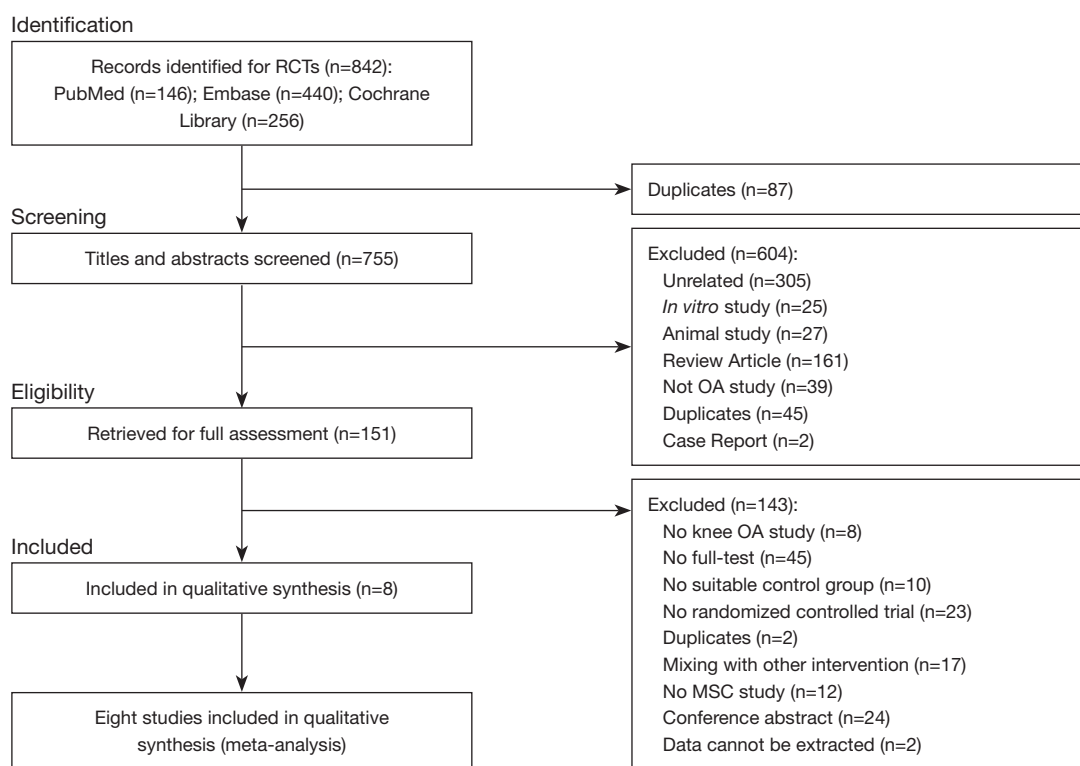 Identification
Records identified for RCTs (n=842):
PubMed (n=146); Embase (n=440); Cochrane
Library (n=256)
Duplicates (n=87)
Screening
Titles and abstracts screened (n=755)
Excluded (n=604):
Unrelated (n=305)
In vitro study (n=25)
Animal study (n=27)
Review Article (n=161)
Not OA study (n=39)
Duplicates (n=45)
Case Report (n=2)
Eligibility
Retrieved for full assessment (n=151)
Excluded (n=143):
No knee OA study (n=8)
No full-test (n=45)
No suitable control group (n=10)
No randomized controlled trial (n=23)
Duplicates (n=2)
Mixing with other intervention (n=17)
No MSC study (n=12)
Conference abstract (n=24)
Data cannot be extracted (n=2)
Included
Included in qualitative synthesis (n=8)
Eight studies included in qualitative
synthesis (meta-analysis)